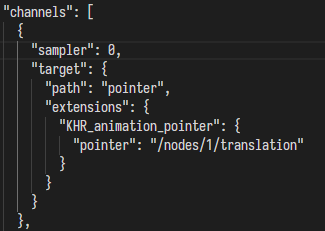 "channels": [
{
"sampler": 0,
"target": {
"path": "pointer",
"extensions": {
"KHR_animation_pointer": {
"pointer": "/nodes/1/translation"
}
}
}
},